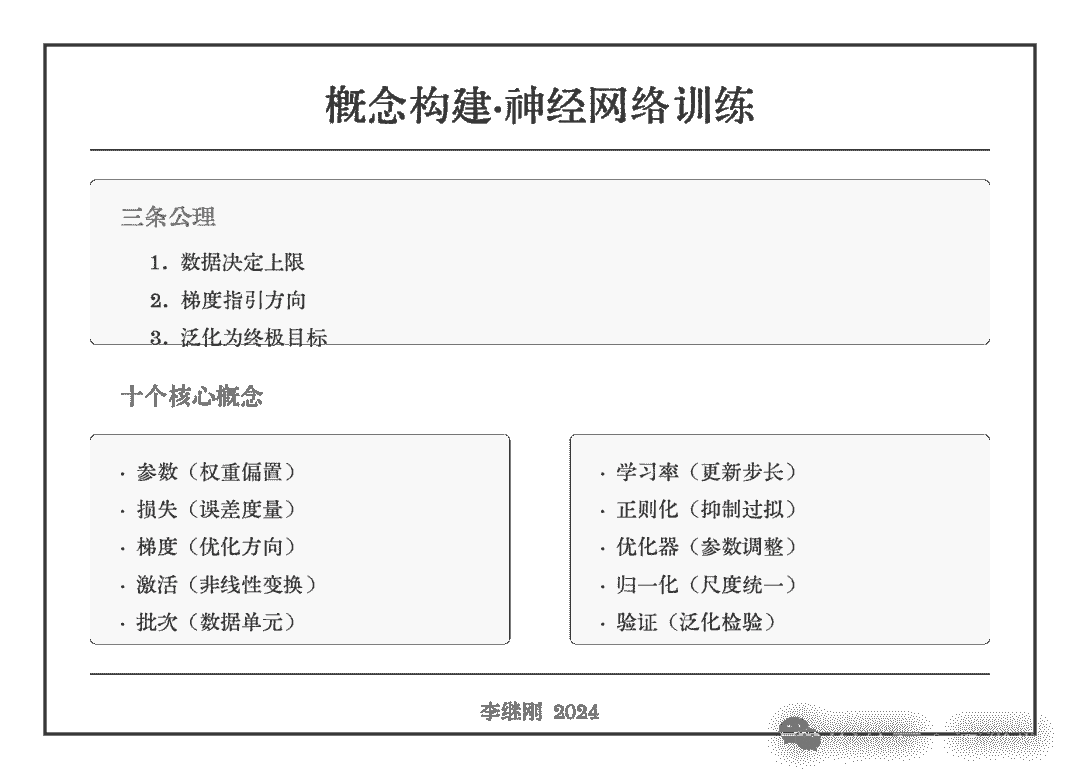 概念构建·神经网络训练
三条公理
1. 数据决定上限
2. 梯度指引方向
3. 泛化为终极目标
十个核心概念
· 参数（权重偏置）
· 损失（误差度量）
· 梯度（优化方向）
· 激活（非线性变换）
· 批次（数据单元）
· 学习率（更新步长）
· 正则化（抑制过拟）
· 优化器（参数调整）
· 归一化（尺度统一）
· 验证（泛化检验）
李继刚 2024